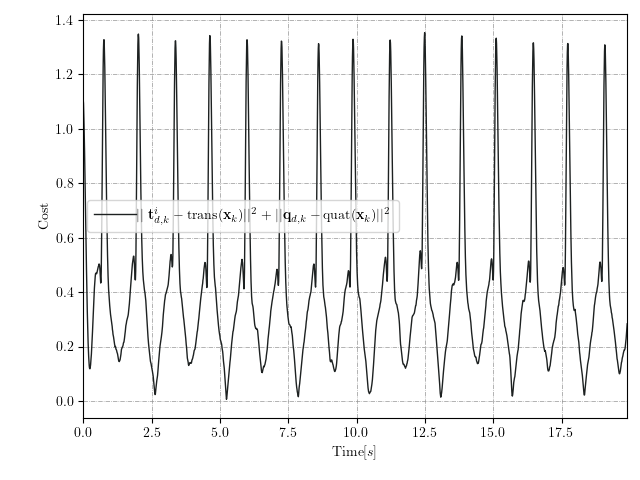 1.4
1.2
1.0
0.8
0.6
0.4
0.2
0.0
Cost
|| 𝐭ⁱ_{d,k} − trans(𝐱_k)||² + ||𝐪_{d,k} − quat(𝐱_k)||²
0.0 2.5 5.0 7.5 10.0 12.5 15.0 17.5
Time[s]